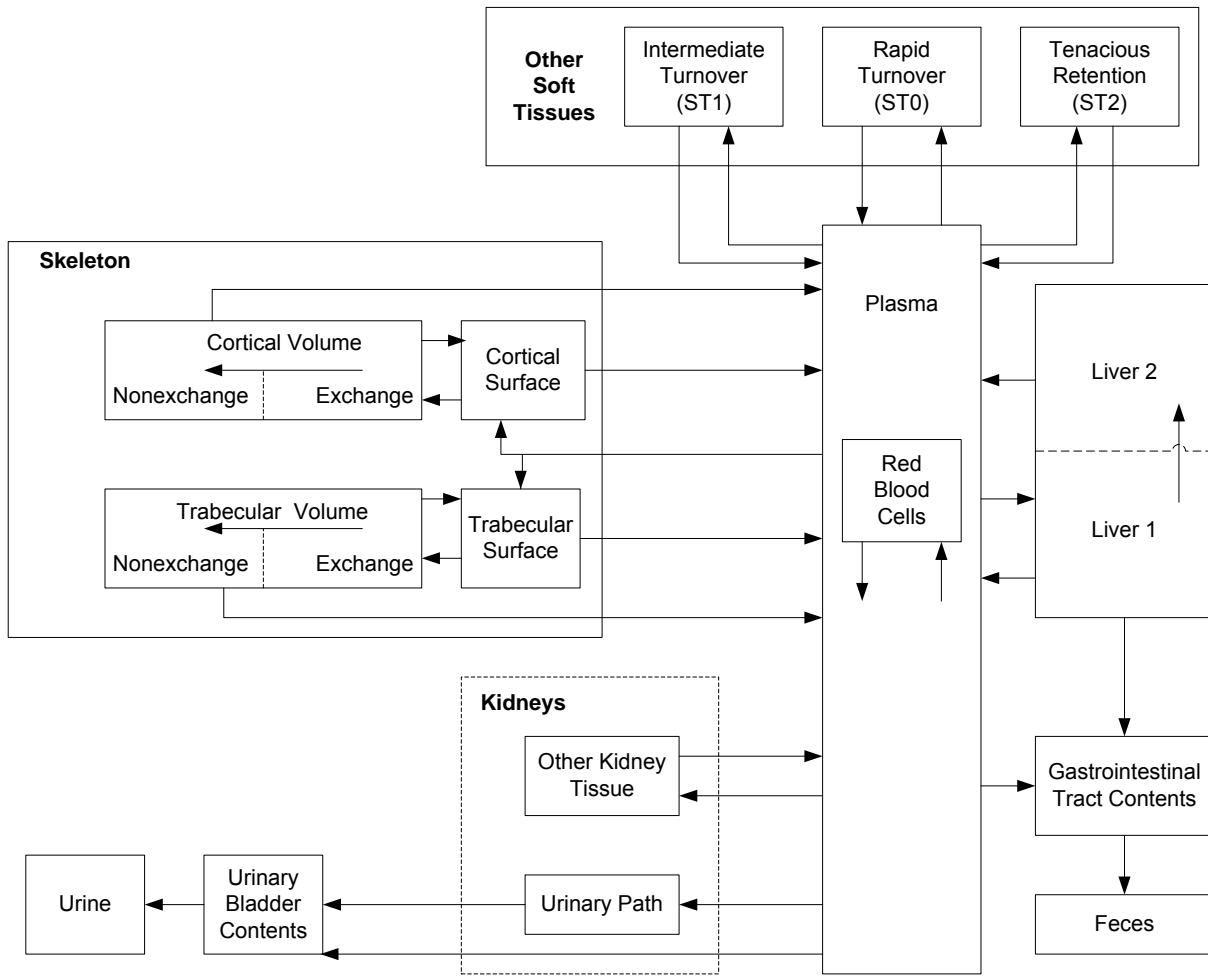 Other
Soft
Tissues
Intermediate
Turnover
(ST1)
Rapid
Turnover
(ST0)
Tenacious
Retention
(ST2)
Skeleton
Cortical Volume
Nonexchange
Exchange
Cortical
Surface
Trabecular Volume
Nonexchange
Exchange
Trabecular
Surface
Plasma
Red
Blood
Cells
Liver 2
Liver 1
Kidneys
Other Kidney
Tissue
Urinary Path
Gastrointestinal
Tract Contents
Feces
Urinary
Bladder
Contents
Urine